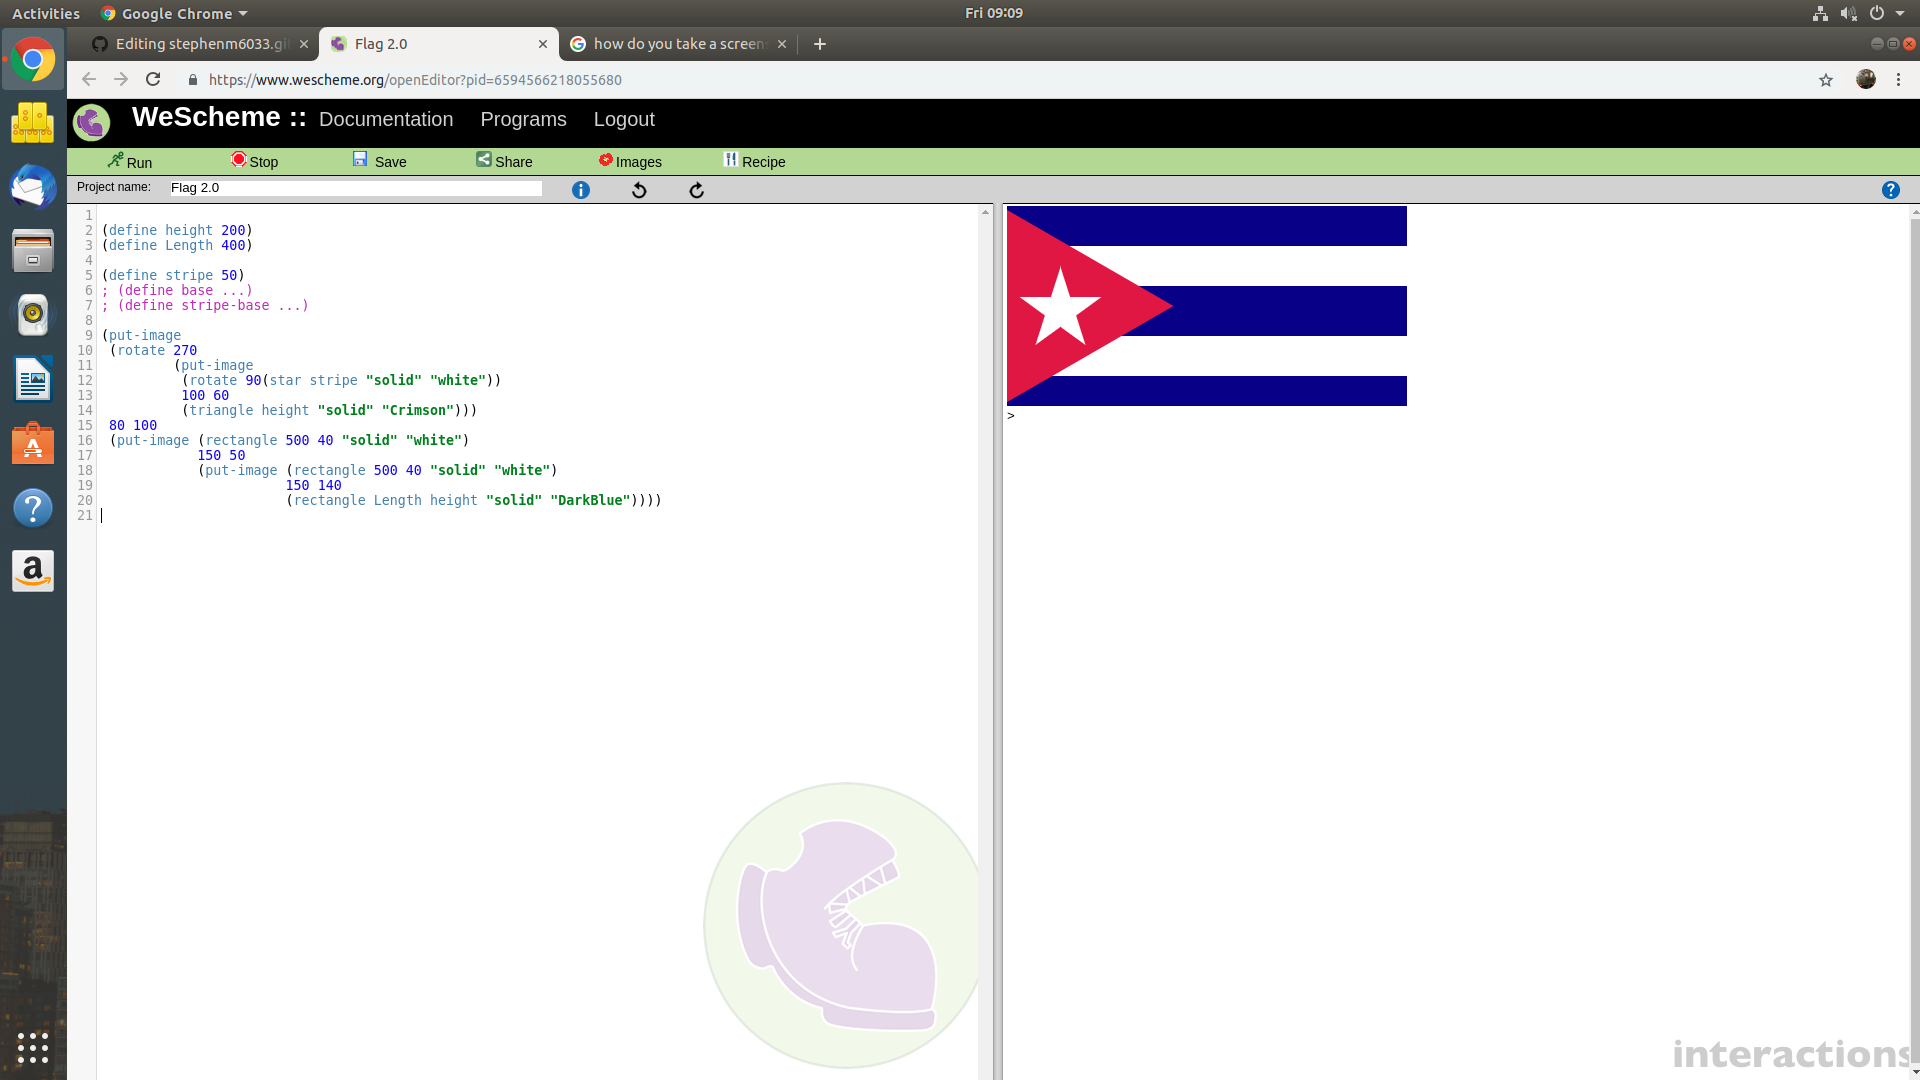 Activities Google Chrome Fri 09:09
Editing stephenm6033.gi Flag 2.0 how do you take a screen
https://www.wescheme.org/openEditor?pid=6594566218055680
WeScheme :: Documentation Programs Logout
Run Stop Save Share Images Recipe
Project name: Flag 2.0
1
2 (define height 200)
3 (define Length 400)
4
5 (define stripe 50)
6 ; (define base ...)
7 ; (define stripe-base ...)
8
9 (put-image
10 (rotate 270
11 (put-image
12 (rotate 90(star stripe "solid" "white"))
13 100 60
14 (triangle height "solid" "Crimson")))
15 80 100
16 (put-image (rectangle 500 40 "solid" "white")
17 150 50
18 (put-image (rectangle 500 40 "solid" "white")
19 150 140
20 (rectangle Length height "solid" "DarkBlue"))))
21
>
interactions